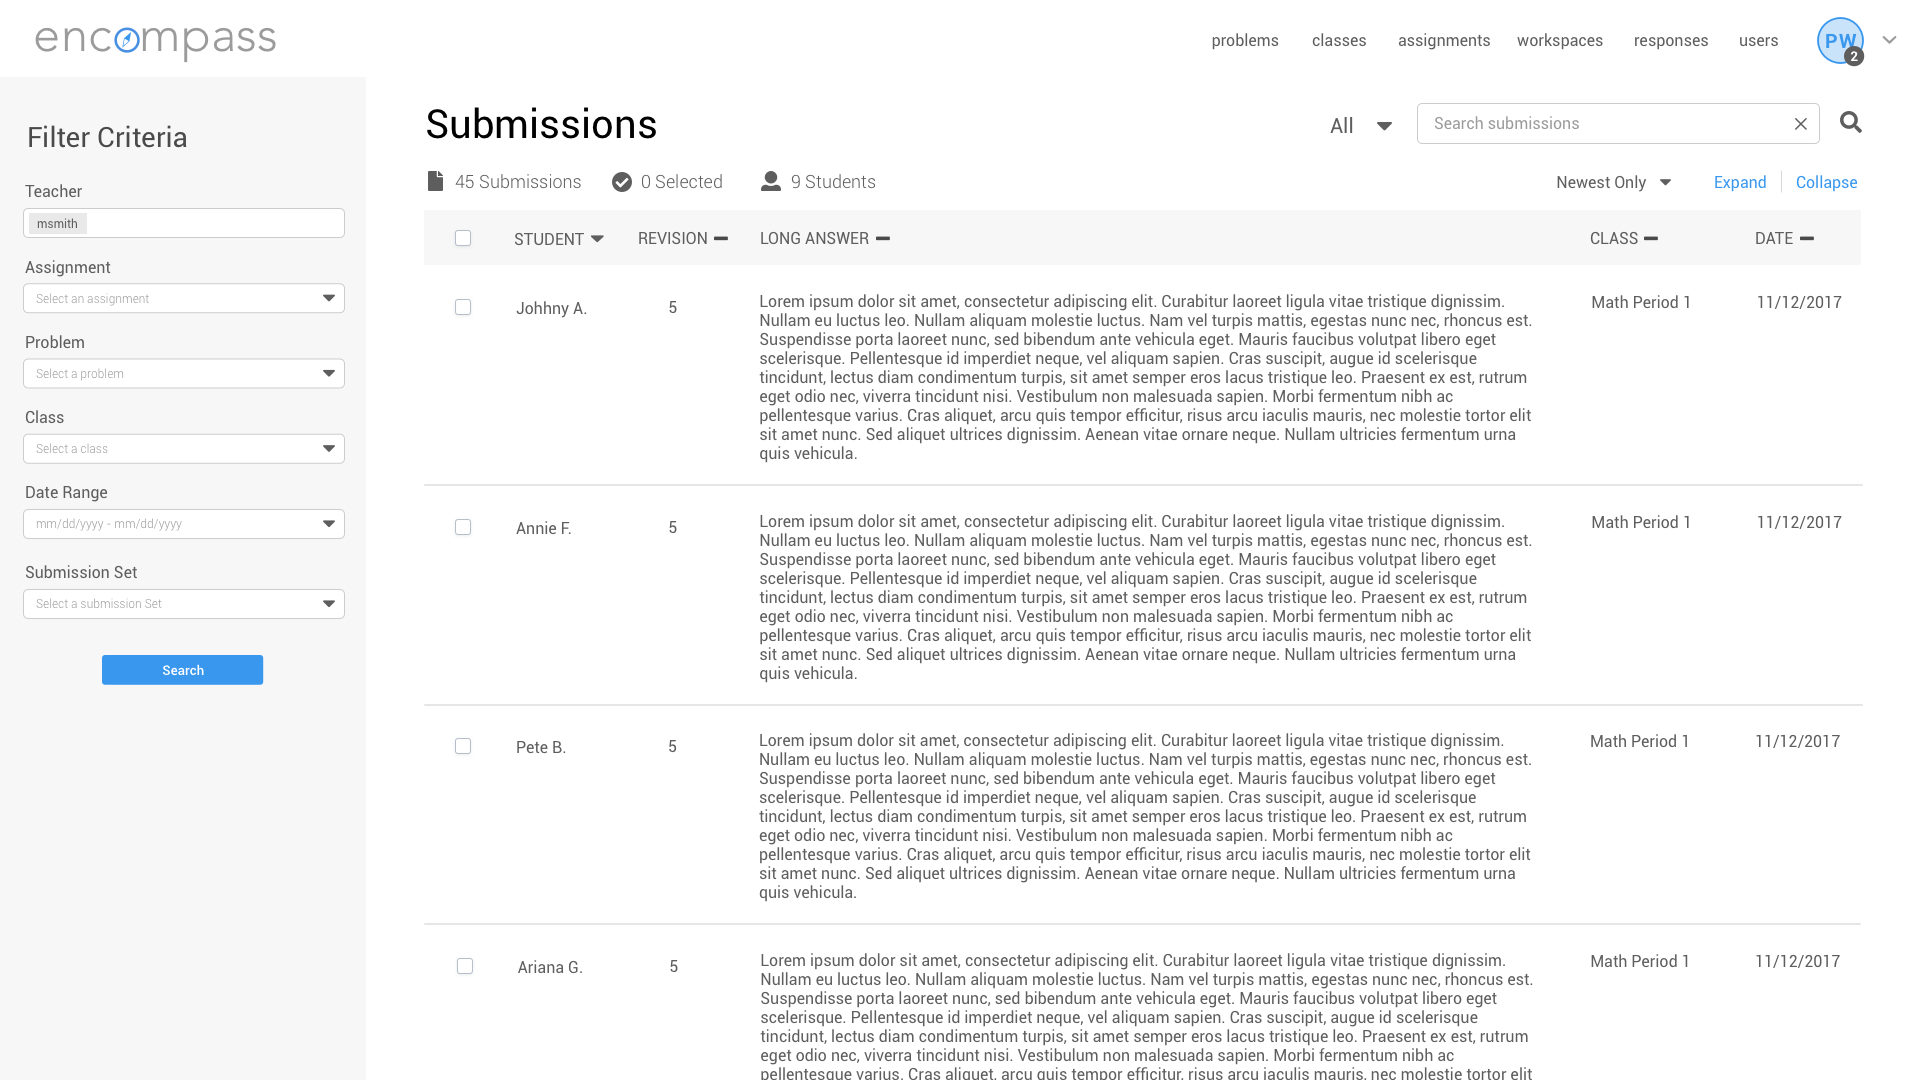 encompass
problems classes assignments workspaces responses users PW 2
Filter Criteria
Teacher
msmith
Assignment
Select an assignment
Problem
Select a problem
Class
Select a class
Date Range
mm/dd/yyyy - mm/dd/yyyy
Submission Set
Select a submission Set
Search
Submissions
All Search submissions
45 Submissions 0 Selected 9 Students
Newest Only Expand Collapse
STUDENT REVISION LONG ANSWER CLASS DATE
Johhny A. 5 Lorem ipsum dolor sit amet, consectetur adipiscing elit. Curabitur laoreet ligula vitae tristique dignissim. Math Period 1 11/12/2017
Nullam eu luctus leo. Nullam aliquam molestie luctus. Nam vel turpis mattis, egestas nunc nec, rhoncus est.
Suspendisse porta laoreet nunc, sed bibendum ante vehicula eget. Mauris faucibus volutpat libero eget
scelerisque. Pellentesque id imperdiet neque, vel aliquam sapien. Cras suscipit, augue id scelerisque
tincidunt, lectus diam condimentum turpis, sit amet semper eros lacus tristique leo. Praesent ex est, rutrum
eget odio nec, viverra tincidunt nisi. Vestibulum non malesuada sapien. Morbi fermentum nibh ac
pellentesque varius. Cras aliquet, arcu quis tempor efficitur, risus arcu iaculis mauris, nec molestie tortor elit
sit amet nunc. Sed aliquet ultrices dignissim. Aenean vitae ornare neque. Nullam ultricies fermentum urna
quis vehicula.
Annie F. 5 Lorem ipsum dolor sit amet, consectetur adipiscing elit. Curabitur laoreet ligula vitae tristique dignissim. Math Period 1 11/12/2017
Nullam eu luctus leo. Nullam aliquam molestie luctus. Nam vel turpis mattis, egestas nunc nec, rhoncus est.
Suspendisse porta laoreet nunc, sed bibendum ante vehicula eget. Mauris faucibus volutpat libero eget
scelerisque. Pellentesque id imperdiet neque, vel aliquam sapien. Cras suscipit, augue id scelerisque
tincidunt, lectus diam condimentum turpis, sit amet semper eros lacus tristique leo. Praesent ex est, rutrum
eget odio nec, viverra tincidunt nisi. Vestibulum non malesuada sapien. Morbi fermentum nibh ac
pellentesque varius. Cras aliquet, arcu quis tempor efficitur, risus arcu iaculis mauris, nec molestie tortor elit
sit amet nunc. Sed aliquet ultrices dignissim. Aenean vitae ornare neque. Nullam ultricies fermentum urna
quis vehicula.
Pete B. 5 Lorem ipsum dolor sit amet, consectetur adipiscing elit. Curabitur laoreet ligula vitae tristique dignissim. Math Period 1 11/12/2017
Nullam eu luctus leo. Nullam aliquam molestie luctus. Nam vel turpis mattis, egestas nunc nec, rhoncus est.
Suspendisse porta laoreet nunc, sed bibendum ante vehicula eget. Mauris faucibus volutpat libero eget
scelerisque. Pellentesque id imperdiet neque, vel aliquam sapien. Cras suscipit, augue id scelerisque
tincidunt, lectus diam condimentum turpis, sit amet semper eros lacus tristique leo. Praesent ex est, rutrum
eget odio nec, viverra tincidunt nisi. Vestibulum non malesuada sapien. Morbi fermentum nibh ac
pellentesque varius. Cras aliquet, arcu quis tempor efficitur, risus arcu iaculis mauris, nec molestie tortor elit
sit amet nunc. Sed aliquet ultrices dignissim. Aenean vitae ornare neque. Nullam ultricies fermentum urna
quis vehicula.
Ariana G. 5 Lorem ipsum dolor sit amet, consectetur adipiscing elit. Curabitur laoreet ligula vitae tristique dignissim. Math Period 1 11/12/2017
Nullam eu luctus leo. Nullam aliquam molestie luctus. Nam vel turpis mattis, egestas nunc nec, rhoncus est.
Suspendisse porta laoreet nunc, sed bibendum ante vehicula eget. Mauris faucibus volutpat libero eget
scelerisque. Pellentesque id imperdiet neque, vel aliquam sapien. Cras suscipit, augue id scelerisque
tincidunt, lectus diam condimentum turpis, sit amet semper eros lacus tristique leo. Praesent ex est, rutrum
eget odio nec, viverra tincidunt nisi. Vestibulum non malesuada sapien. Morbi fermentum nibh ac
pellentesque varius. Cras aliquet, arcu quis tempor efficitur, risus arcu iaculis mauris, nec molestie tortor elit